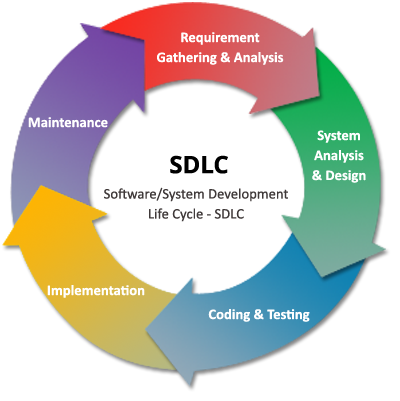 Requirement
Gathering & Analysis
System
Analysis
& Design
Coding & Testing
Implementation
Maintenance
SDLC
Software/System Development
Life Cycle - SDLC